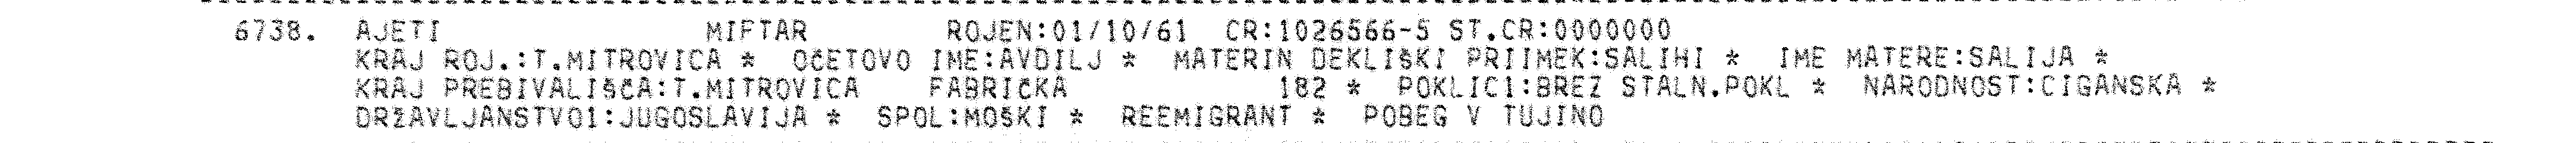 6738. AJETI MIFTAR ROJEN:01/10/61 CR:1026566-5 ST.CR:0000000
KRAJ ROJ.:T.MITROVICA * OČETOVO IME:AVDILJ * MATERIN DEKLIŠKI PRIIMEK:SALIHI * IME MATERE:SALIJA *
KRAJ PREBIVALIŠČA:T.MITROVICA FABRIČKA 182 * POKLIC1:BREZ STALN.POKL * NARODNOST:CIGANSKA *
DRŽAVLJANSTVO1:JUGOSLAVIJA * SPOL:MOŠKI * REEMIGRANT * POBEG V TUJINO